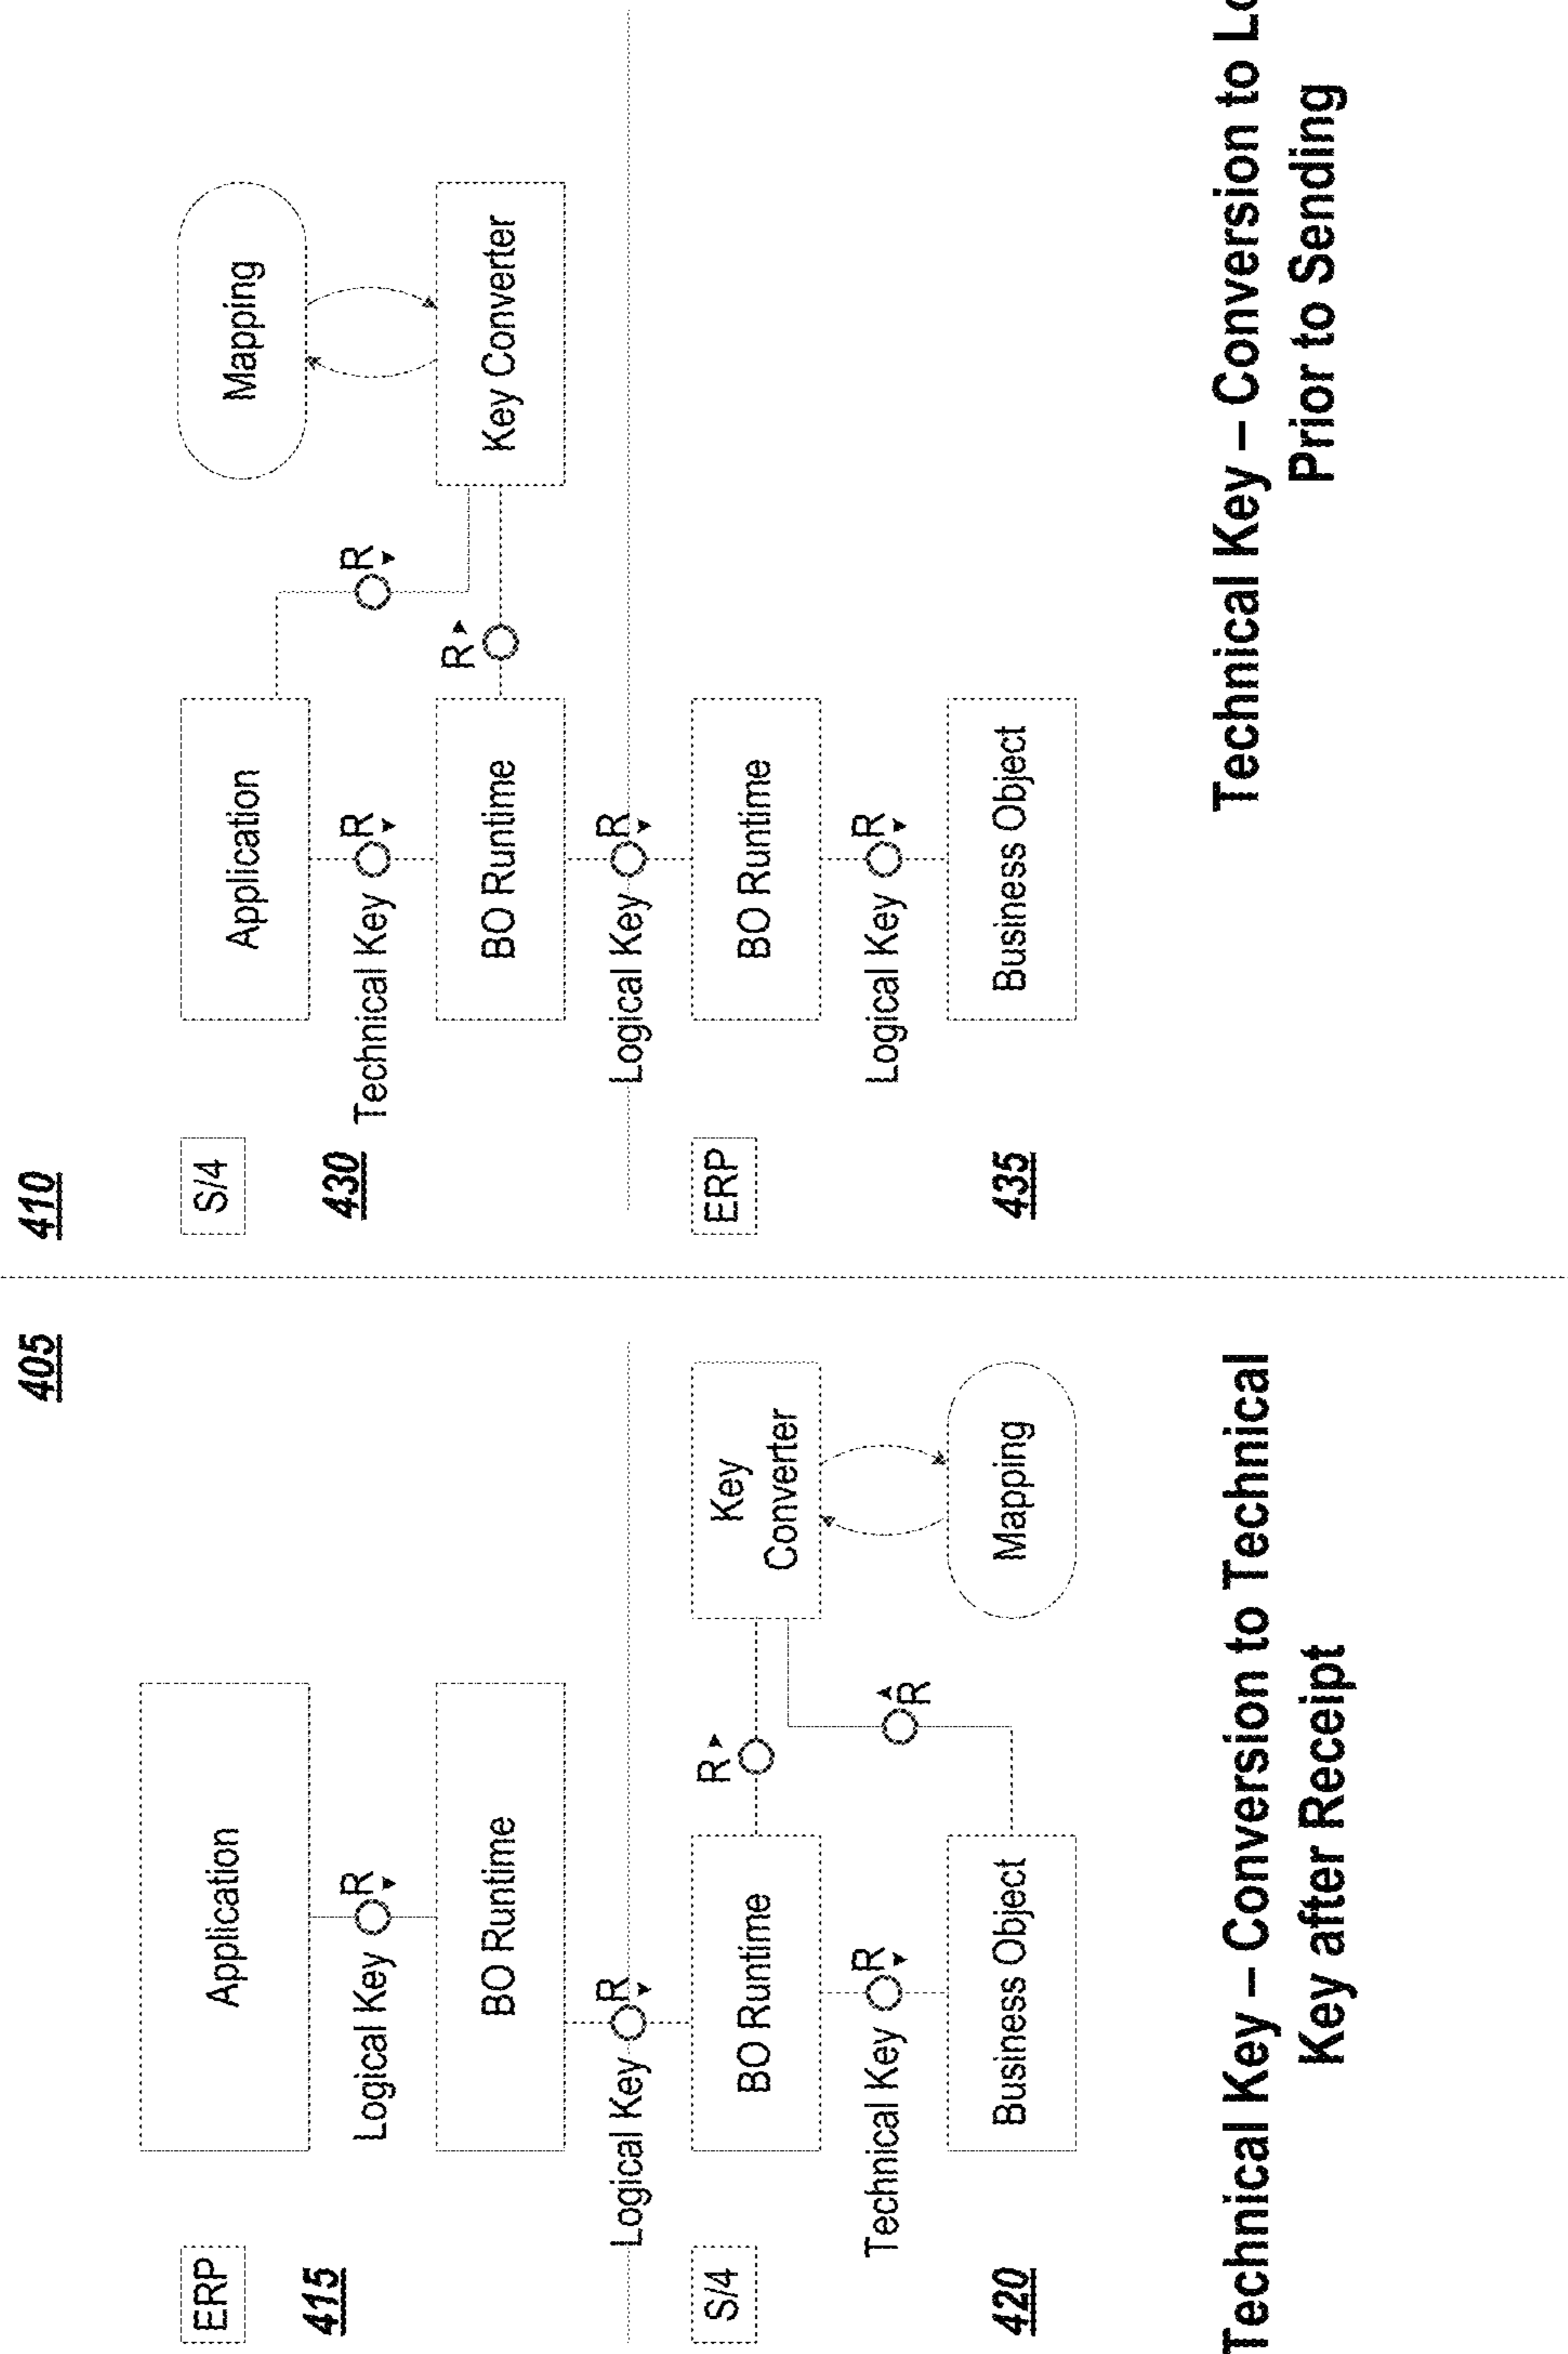 405
ERP
415
Application
Logical Key
R
BO Runtime
Logical Key
R
S/4
420
BO Runtime
R
Key
Converter
Technical Key
R
R
Business Object
Mapping
Technical Key – Conversion to Technical
Key after Receipt
410
S/4
430
Application
Mapping
Technical Key
R
R
BO Runtime
R
Key Converter
Logical Key
R
ERP
435
BO Runtime
Logical Key
R
Business Object
Technical Key – Conversion to
Prior to Sending